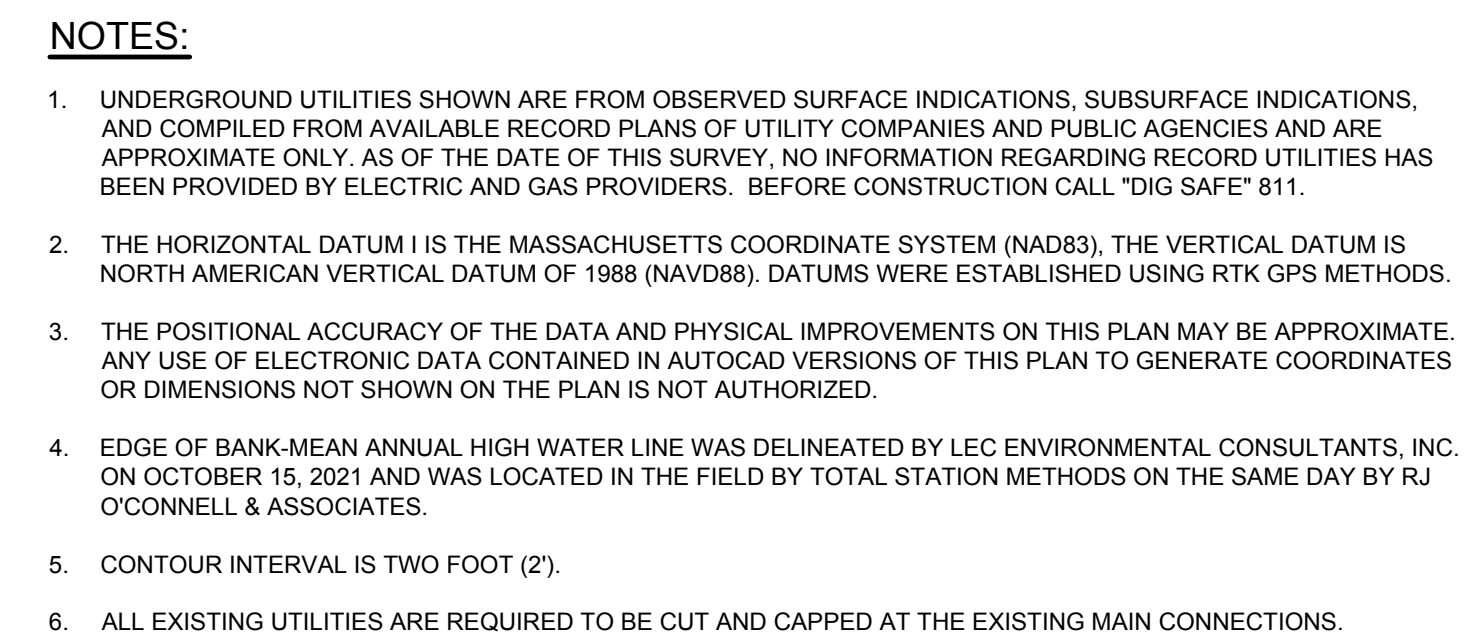 NOTES:
1. UNDERGROUND UTILITIES SHOWN ARE FROM OBSERVED SURFACE INDICATIONS, SUBSURFACE INDICATIONS,
AND COMPILED FROM AVAILABLE RECORD PLANS OF UTILITY COMPANIES AND PUBLIC AGENCIES AND ARE
APPROXIMATE ONLY. AS OF THE DATE OF THIS SURVEY, NO INFORMATION REGARDING RECORD UTILITIES HAS
BEEN PROVIDED BY ELECTRIC AND GAS PROVIDERS. BEFORE CONSTRUCTION CALL "DIG SAFE" 811.
2. THE HORIZONTAL DATUM I IS THE MASSACHUSETTS COORDINATE SYSTEM (NAD83), THE VERTICAL DATUM IS
NORTH AMERICAN VERTICAL DATUM OF 1988 (NAVD88). DATUMS WERE ESTABLISHED USING RTK GPS METHODS.
3. THE POSITIONAL ACCURACY OF THE DATA AND PHYSICAL IMPROVEMENTS ON THIS PLAN MAY BE APPROXIMATE.
ANY USE OF ELECTRONIC DATA CONTAINED IN AUTOCAD VERSIONS OF THIS PLAN TO GENERATE COORDINATES
OR DIMENSIONS NOT SHOWN ON THE PLAN IS NOT AUTHORIZED.
4. EDGE OF BANK-MEAN ANNUAL HIGH WATER LINE WAS DELINEATED BY LEC ENVIRONMENTAL CONSULTANTS, INC.
ON OCTOBER 15, 2021 AND WAS LOCATED IN THE FIELD BY TOTAL STATION METHODS ON THE SAME DAY BY RJ
O'CONNELL & ASSOCIATES.
5. CONTOUR INTERVAL IS TWO FOOT (2').
6. ALL EXISTING UTILITIES ARE REQUIRED TO BE CUT AND CAPPED AT THE EXISTING MAIN CONNECTIONS.